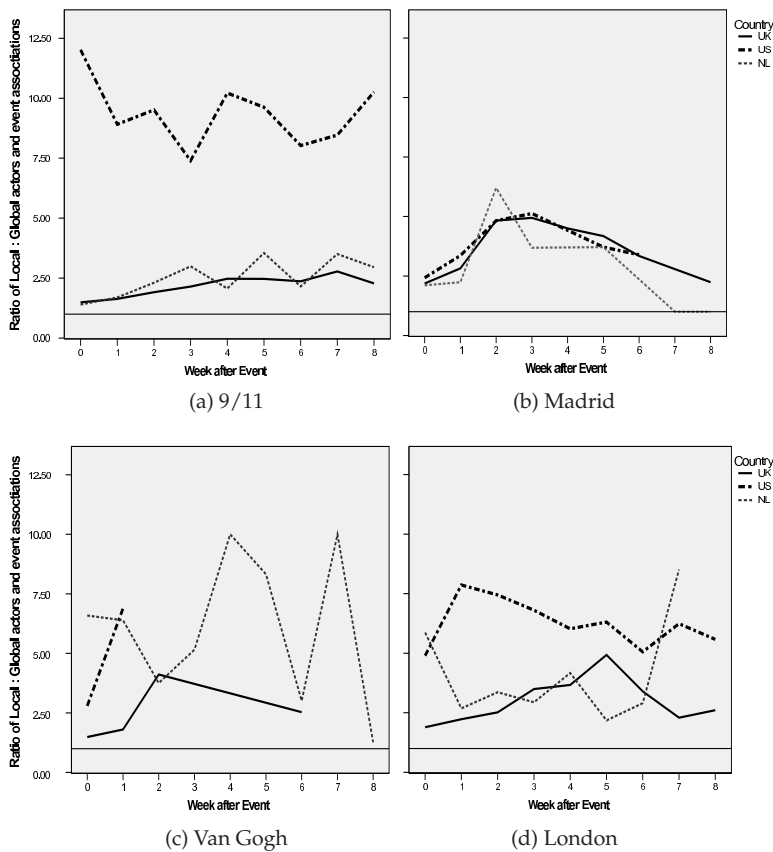 Country
UK
US
NL
Ratio of Local : Global actors and event assoctiations
12.50
10.00
7.50
5.00
2.50
0.00
0 1 2 3 4 5 6 7 8
Week after Event
(a) 9/11
0 1 2 3 4 5 6 7 8
Week after Event
(b) Madrid
Country
UK
US
NL
Ratio of Local : Global actors and event assoctiations
12.50
10.00
7.50
5.00
2.50
0.00
0 1 2 3 4 5 6 7 8
Week after Event
(c) Van Gogh
0 1 2 3 4 5 6 7 8
Week after Event
(d) London